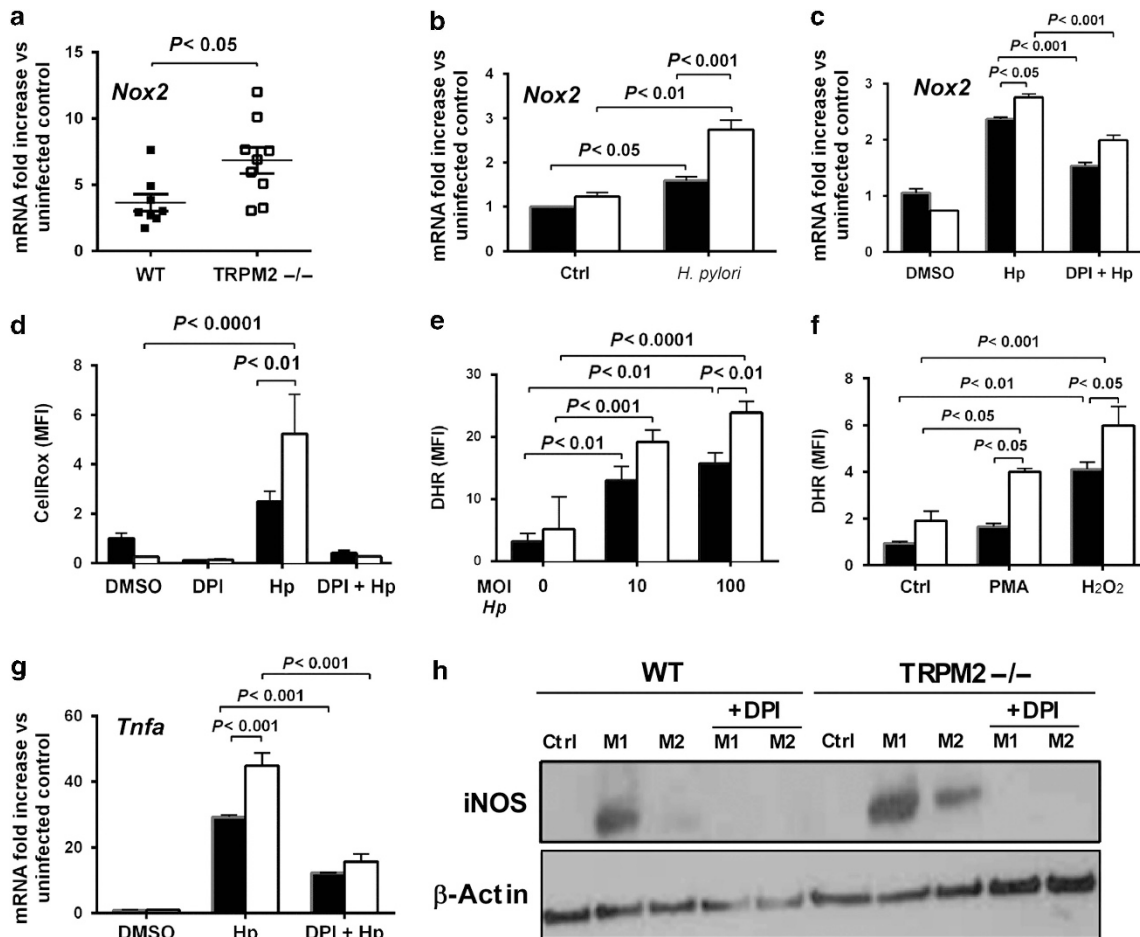 a
mRNA fold increase vs
uninfected control
15
10
5
0
P< 0.05
Nox2
WT
TRPM2 –/–
b
mRNA fold increase vs
uninfected control
4
3
2
1
0
Nox2
P< 0.001
P< 0.01
P< 0.05
Ctrl
H. pylori
c
mRNA fold increase vs
uninfected control
3
2
1
0
P< 0.001
P< 0.001
P< 0.05
Nox2
DMSO
Hp
DPI + Hp
d
CellRox (MFI)
8
6
4
2
0
P< 0.0001
P< 0.01
DMSO
DPI
Hp
DPI + Hp
e
DHR (MFI)
30
20
10
0
P< 0.0001
P< 0.01
P< 0.01
P< 0.001
P< 0.01
MOI
Hp
0
10
100
f
DHR (MFI)
8
6
4
2
0
P< 0.001
P< 0.01
P< 0.05
P< 0.05
P< 0.05
Ctrl
PMA
H2O2
g
mRNA fold increase vs
uninfected control
60
40
20
0
Tnfa
P< 0.001
P< 0.001
P< 0.001
DMSO
Hp
DPI + Hp
h
WT
TRPM2 –/–
+DPI
+DPI
Ctrl M1 M2 M1 M2 Ctrl M1 M2 M1 M2
iNOS
β-Actin